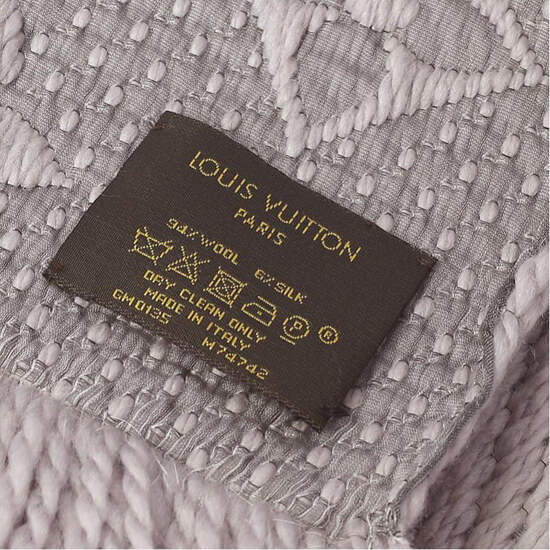 LOUIS VUITTON
PARIS
94% WOOL 6% SILK
P ®
DRY CLEAN ONLY
MADE IN ITALY
GM0135 M74742